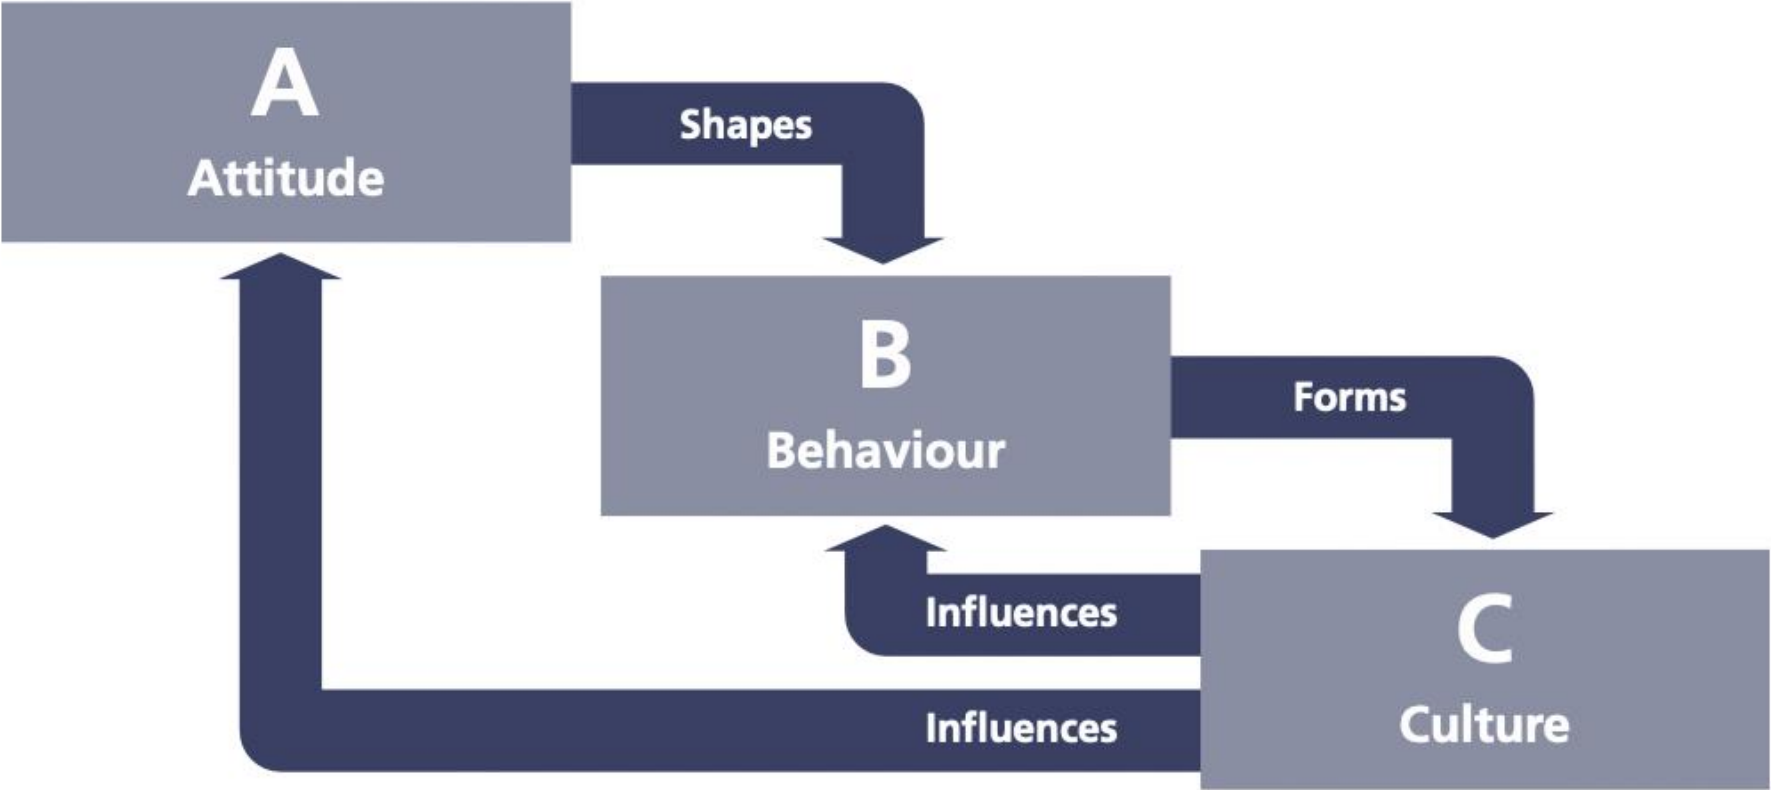 A
Attitude
Shapes
B
Behaviour
Forms
Influences
C
Influences
Culture